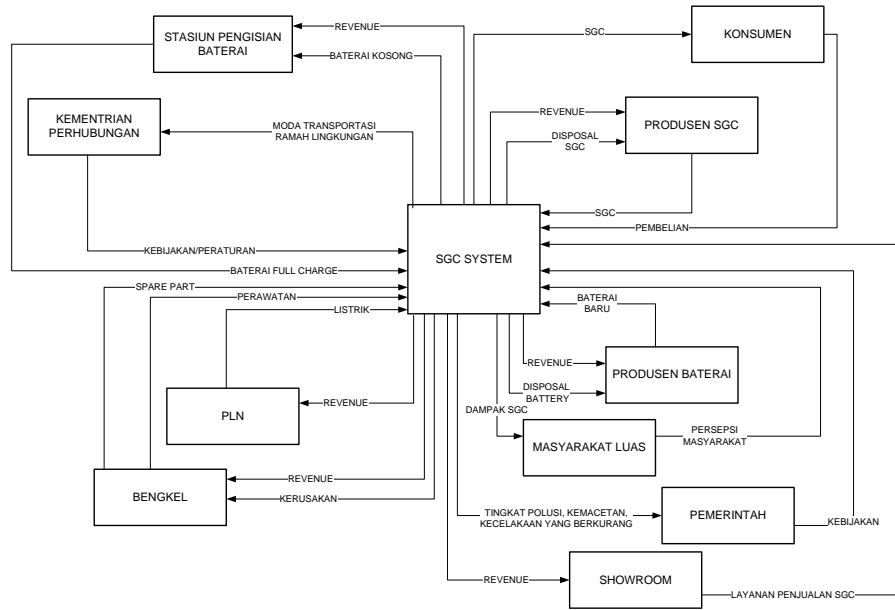 STASIUN PENGISIAN
BATERAI
REVENUE
BATERAI KOSONG
SGC
KONSUMEN
KEMENTRIAN
PERHUBUNGAN
MODA TRANSPORTASI
RAMAH LINGKUNGAN
REVENUE
DISPOSAL
SGC
PRODUSEN SGC
SGC
PEMBELIAN
SGC SYSTEM
KEBIJAKAN/PERATURAN
BATERAI FULL CHARGE
SPARE PART
PERAWATAN
LISTRIK
BATERAI
BARU
REVENUE
DISPOSAL
BATTERY
PRODUSEN BATERAI
PLN
REVENUE
DAMPAK SGC
MASYARAKAT LUAS
PERSEPSI
MASYARAKAT
BENGKEL
REVENUE
KERUSAKAN
TINGKAT POLUSI, KEMACETAN,
KECELAKAAN YANG BERKURANG
PEMERINTAH
KEBIJAKAN
REVENUE
SHOWROOM
LAYANAN PENJUALAN SGC